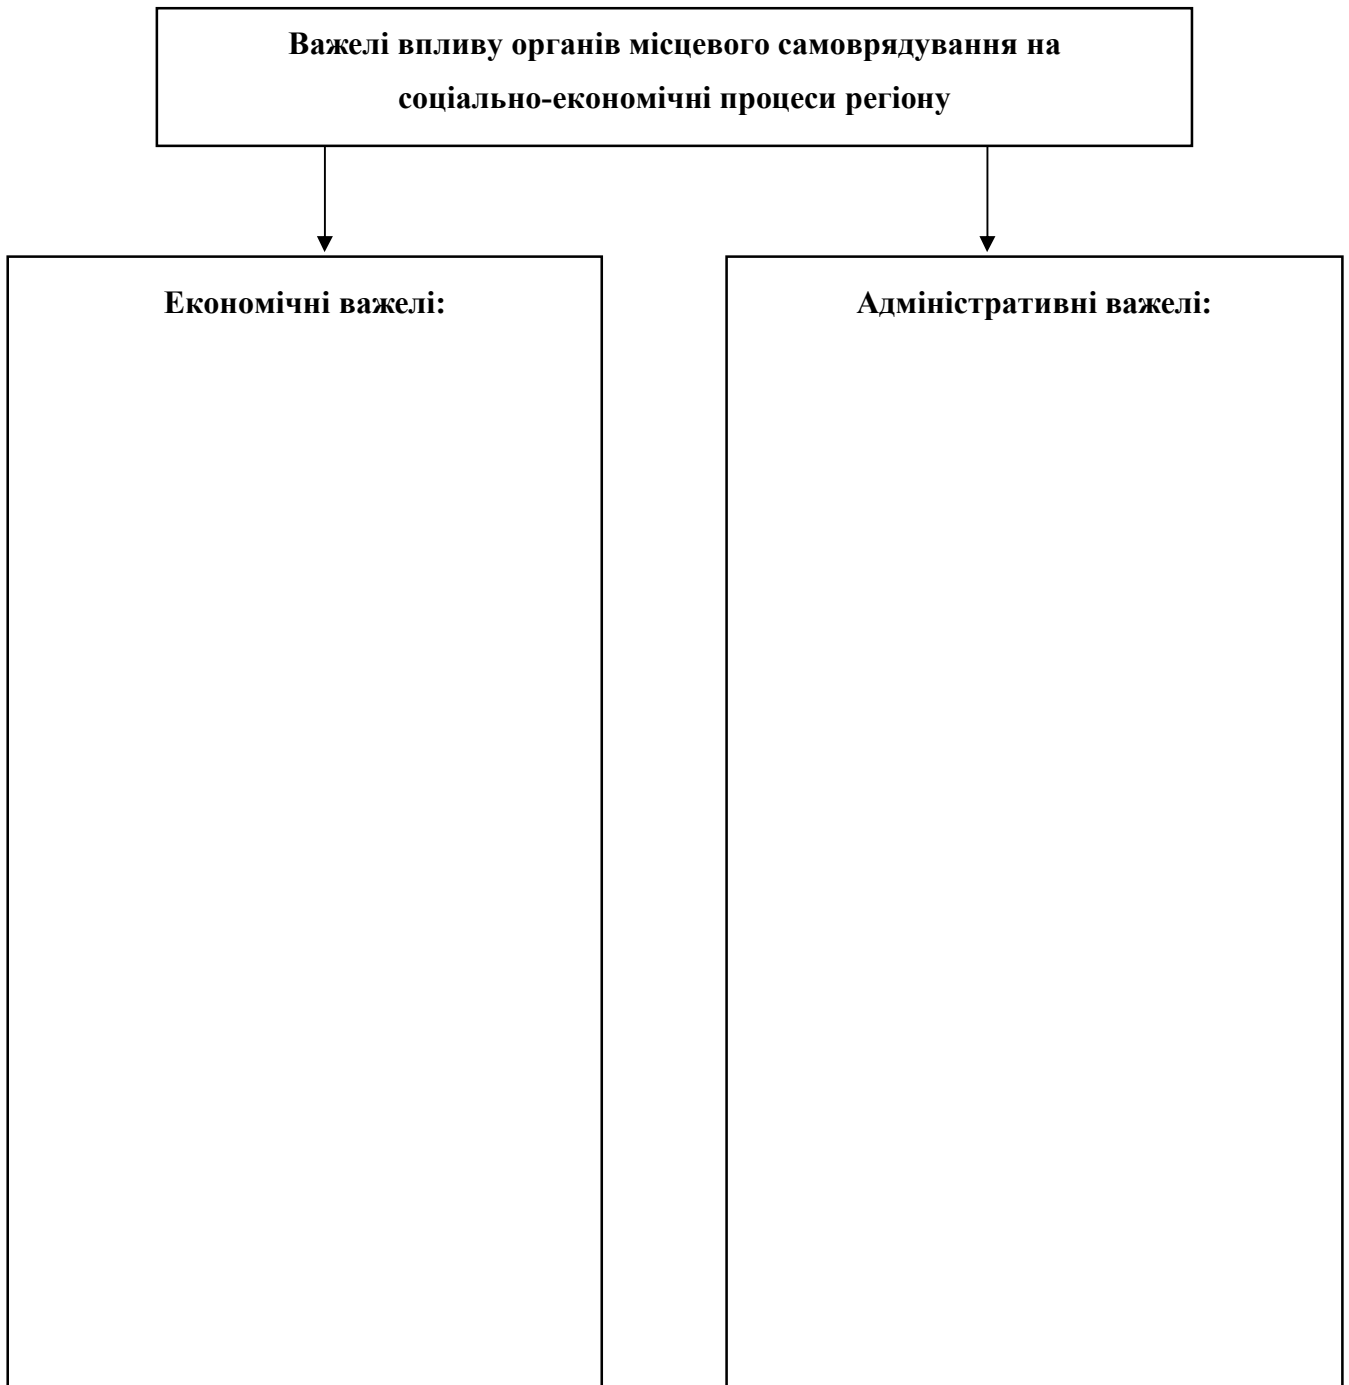 Важелі впливу органів місцевого самоврядування на
соціально-економічні процеси регіону
Економічні важелі:
Адміністративні важелі: